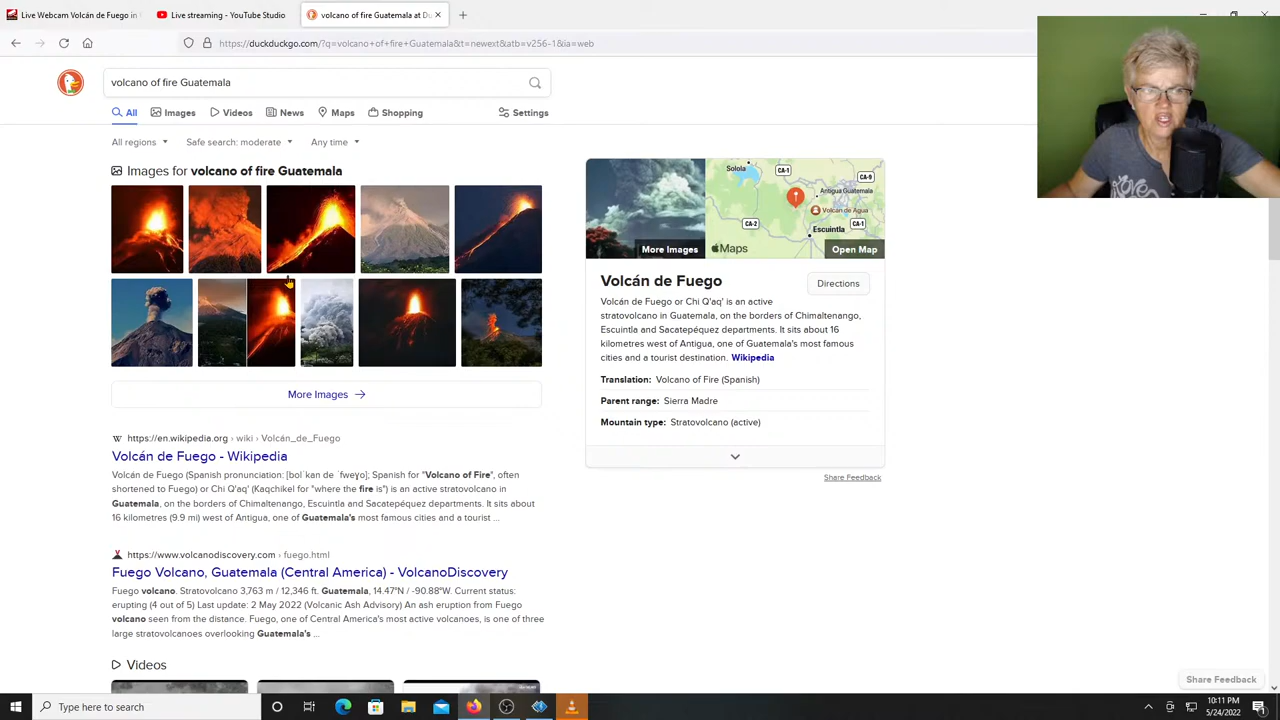 Live Webcam Volcán de Fuego in
Live streaming - YouTube Studio
volcano of fire Guatemala at Du
https://duckduckgo.com/?q=volcano+of+fire+Guatemala&t=newext&atb=v256-1&ia=web
volcano of fire Guatemala
All
Images
Videos
News
Maps
Shopping
Settings
All regions
Safe search: moderate
Any time
Images for volcano of fire Guatemala
More Images
Solola
CA-1
CA-9
Antigua Guatemala
Volcan de Agua
CA-2
CA-1
Escuintla
More Images
Maps
Open Map
Volcán de Fuego
Directions
Volcán de Fuego or Chi Q'aq' is an active
stratovolcano in Guatemala, on the borders of Chimaltenango,
Escuintla and Sacatepéquez departments. It sits about 16
kilometres west of Antigua, one of Guatemala's most famous
cities and a tourist destination. Wikipedia
Translation: Volcano of Fire (Spanish)
Parent range: Sierra Madre
Mountain type: Stratovolcano (active)
Share Feedback
https://en.wikipedia.org › wiki › Volcán_de_Fuego
Volcán de Fuego - Wikipedia
Volcán de Fuego (Spanish pronunciation: [bolˈkan de ˈfweɣo]; Spanish for "Volcano of Fire", often
shortened to Fuego) or Chi Q'aq' (Kaqchikel for "where the fire is") is an active stratovolcano in
Guatemala, on the borders of Chimaltenango, Escuintla and Sacatepéquez departments. It sits about
16 kilometres (9.9 mi) west of Antigua, one of Guatemala's most famous cities and a tourist ...
https://www.volcanodiscovery.com › fuego.html
Fuego Volcano, Guatemala (Central America) - VolcanoDiscovery
Fuego volcano. Stratovolcano 3,763 m / 12,346 ft. Guatemala, 14.47°N / -90.88°W. Current status:
erupting (4 out of 5) Last update: 2 May 2022 (Volcanic Ash Advisory) An ash eruption from Fuego
volcano seen from the distance. Fuego, one of Central America's most active volcanoes, is one of three
large stratovolcanoes overlooking Guatemala's ...
Videos
Share Feedback
Type here to search
10:11 PM
5/24/2022